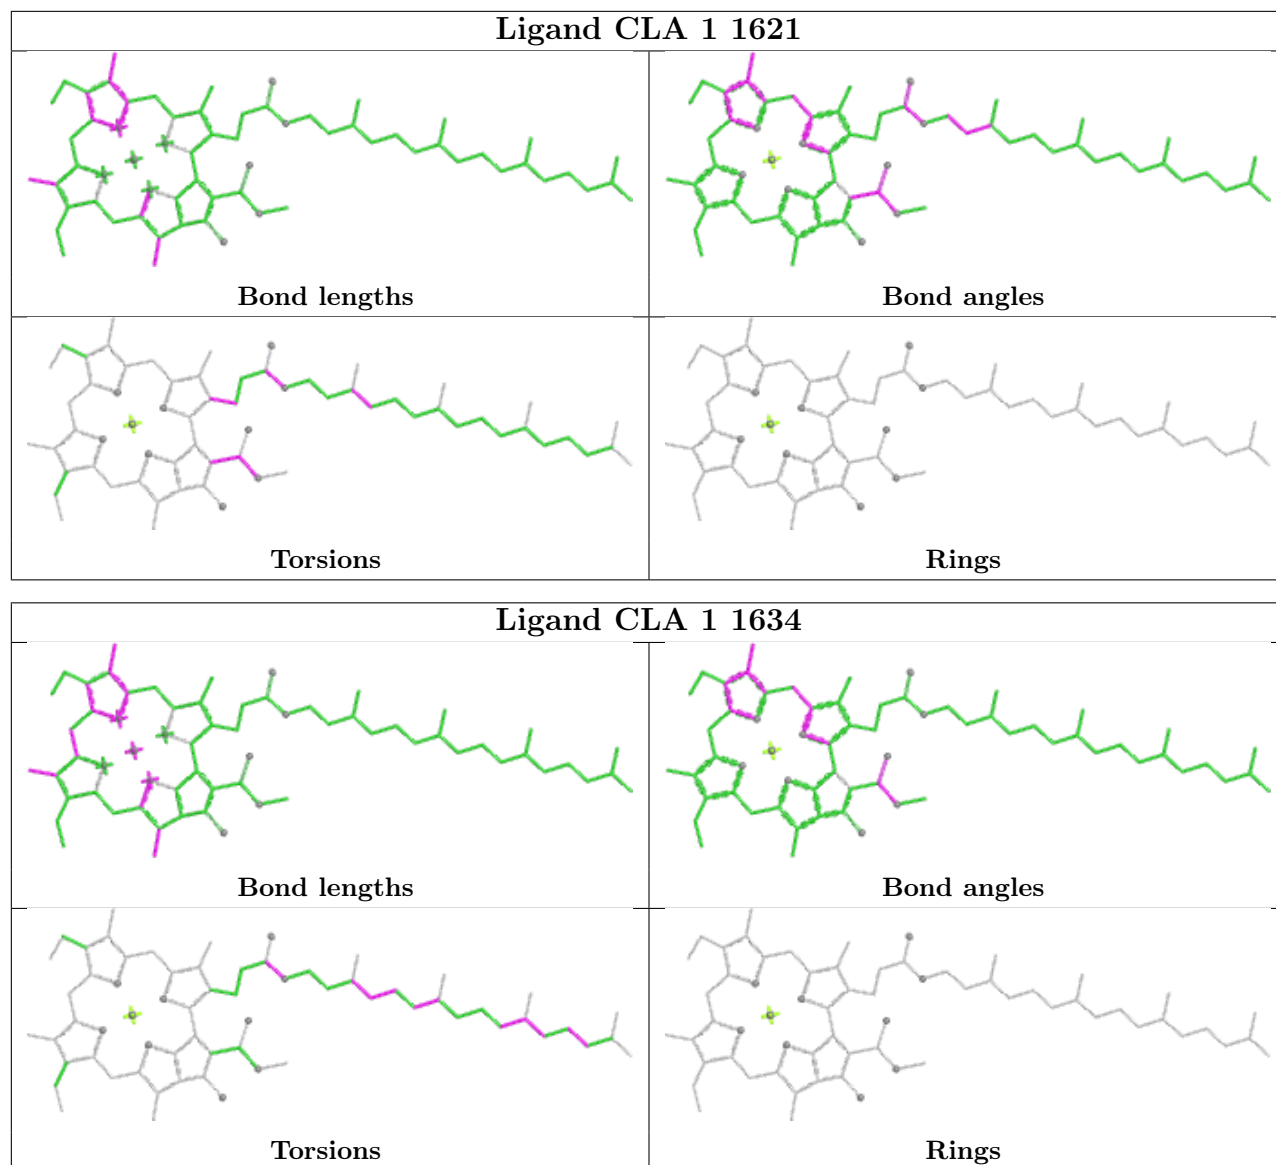 Ligand CLA 1 1621
Bond lengths
Bond angles
Torsions
Rings
Ligand CLA 1 1634
Bond lengths
Bond angles
Torsions
Rings